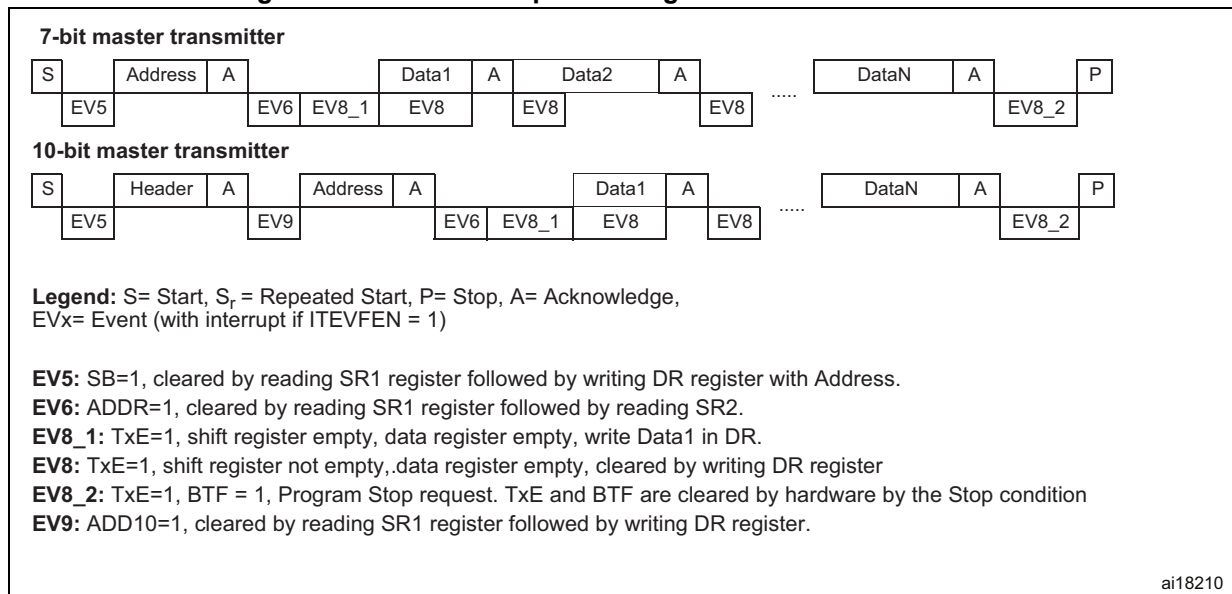 7-bit master transmitter
S Address A Data1 A Data2 A ..... DataN A P
EV5 EV6 EV8_1 EV8 EV8 EV8 EV8_2
10-bit master transmitter
S Header A Address A Data1 A ..... DataN A P
EV5 EV9 EV6 EV8_1 EV8 EV8 EV8_2
Legend: S= Start, Sr = Repeated Start, P= Stop, A= Acknowledge,
EVx= Event (with interrupt if ITEVFEN = 1)
EV5: SB=1, cleared by reading SR1 register followed by writing DR register with Address.
EV6: ADDR=1, cleared by reading SR1 register followed by reading SR2.
EV8_1: TxE=1, shift register empty, data register empty, write Data1 in DR.
EV8: TxE=1, shift register not empty,.data register empty, cleared by writing DR register
EV8_2: TxE=1, BTF = 1, Program Stop request. TxE and BTF are cleared by hardware by the Stop condition
EV9: ADD10=1, cleared by reading SR1 register followed by writing DR register.
ai18210